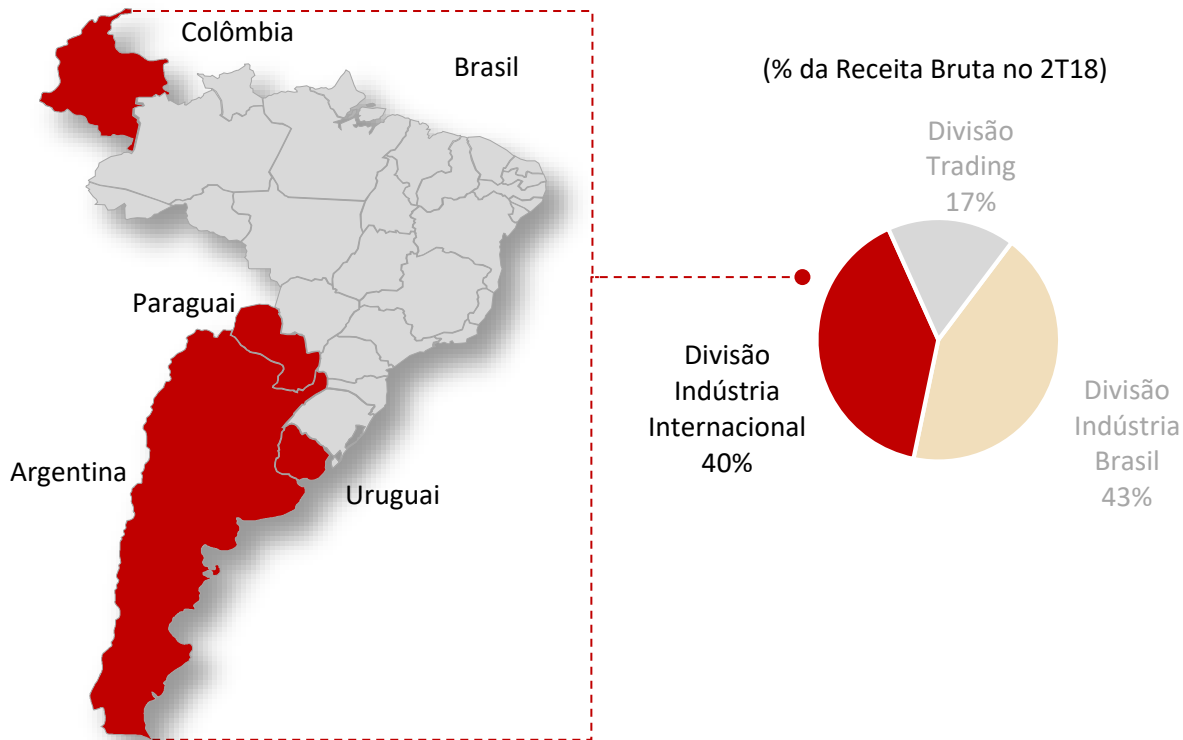 Colômbia
Brasil
Paraguai
Argentina
Uruguai
(% da Receita Bruta no 2T18)
Divisão
Trading
17%
Divisão
Indústria
Internacional
40%
Divisão
Indústria
Brasil
43%